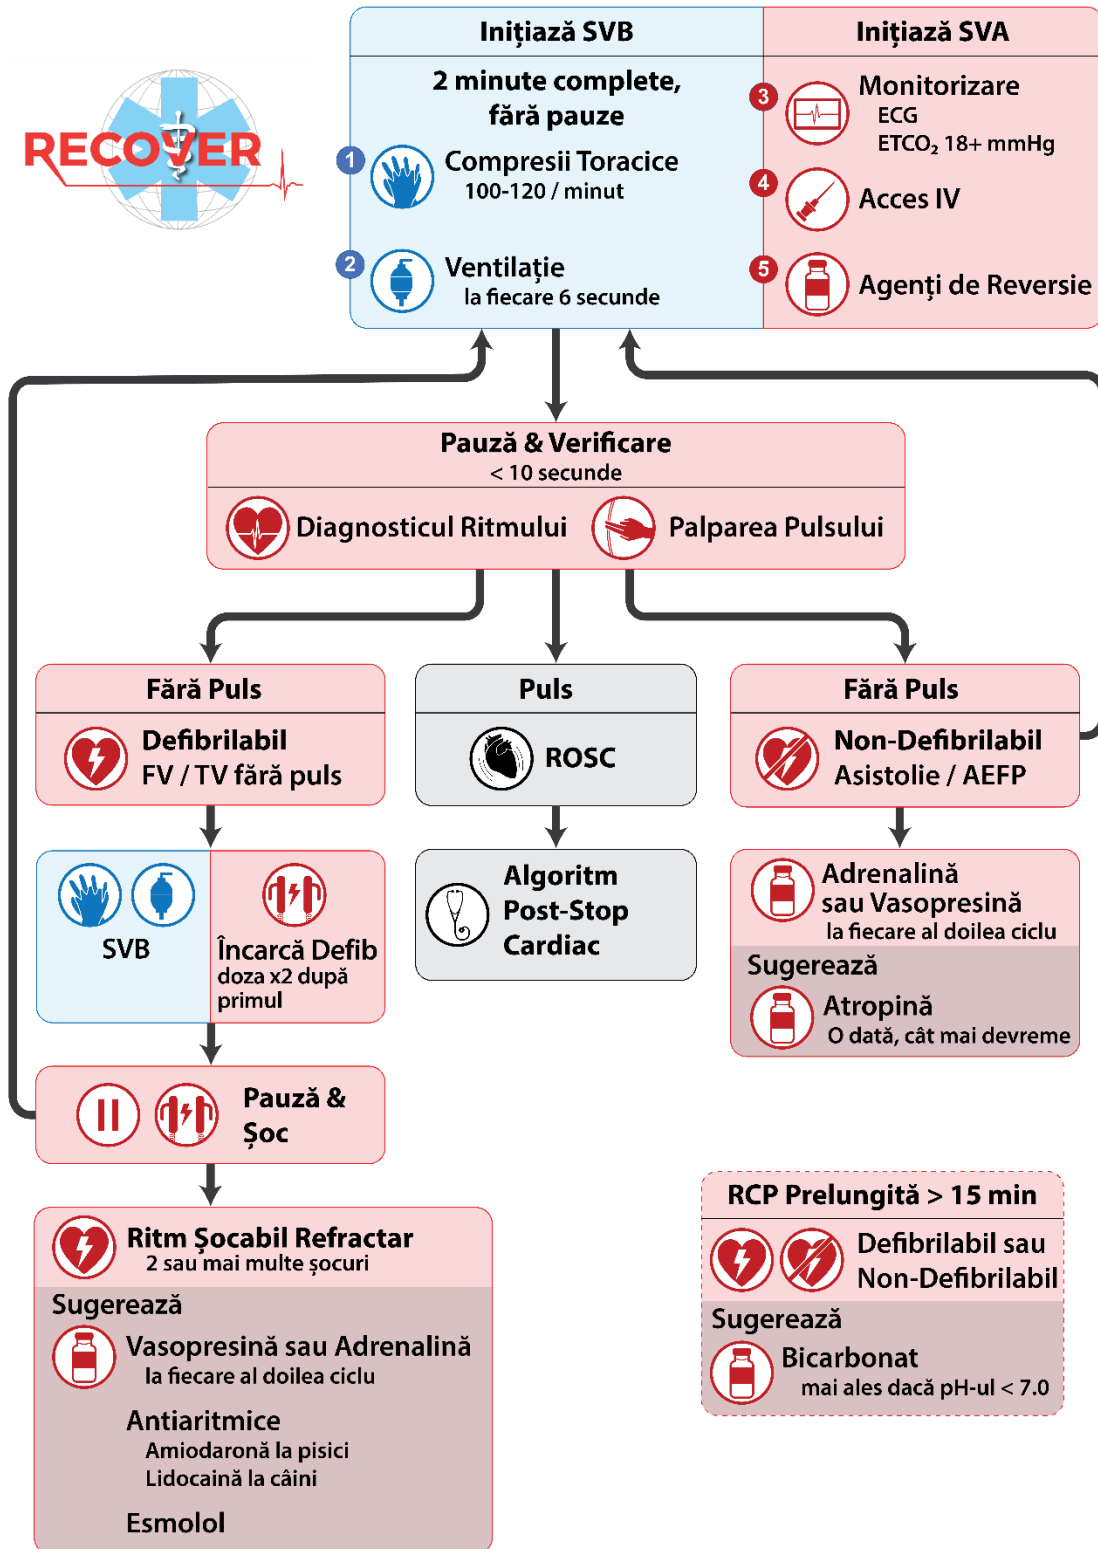 RECOVER
Inițiază SVB
2 minute complete,
fără pauze
1
Compresii Toracice
100-120 / minut
2
Ventilație
la fiecare 6 secunde
Inițiază SVA
3
Monitorizare
ECG
ETCO₂ 18+ mmHg
4
Acces IV
5
Agenți de Reversie
Pauză & Verificare
< 10 secunde
Diagnosticul Ritmului
Palparea Pulsului
Fără Puls
Defibrilabil
FV / TV fără puls
SVB
Încarcă Defib
doza x2 după
primul
Pauză &
Șoc
Ritm Șocabil Refractar
2 sau mai multe șocuri
Sugerează
Vasopresină sau Adrenalină
la fiecare al doilea ciclu
Antiaritmice
Amiodaronă la pisici
Lidocaină la câini
Esmolol
Puls
ROSC
Algoritm
Post-Stop
Cardiac
Fără Puls
Non-Defibrilabil
Asistolie / AEFP
Adrenalină
sau Vasopresină
la fiecare al doilea ciclu
Sugerează
Atropină
O dată, cât mai devreme
RCP Prelungită > 15 min
Defibrilabil sau
Non-Defibrilabil
Sugerează
Bicarbonat
mai ales dacă pH-ul < 7.0